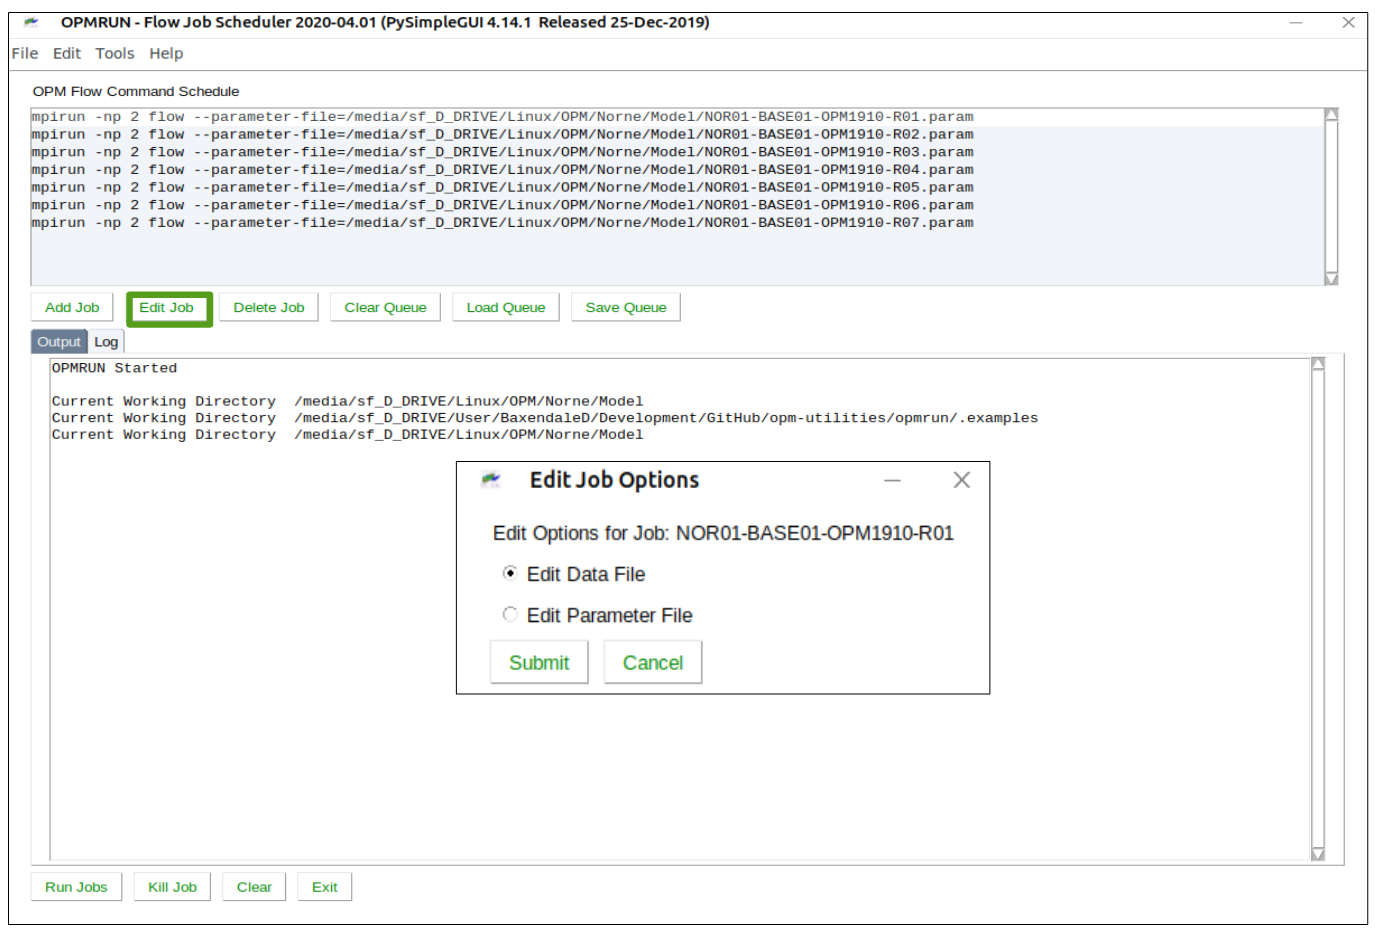 OPMRUN - Flow Job Scheduler 2020-04.01 (PySimpleGUI 4.14.1 Released 25-Dec-2019)
File Edit Tools Help
OPM Flow Command Schedule
mpirun -np 2 flow --parameter-file=/media/sf_D_DRIVE/Linux/OPM/Norne/Model/NOR01-BASE01-OPM1910-R01.param
mpirun -np 2 flow --parameter-file=/media/sf_D_DRIVE/Linux/OPM/Norne/Model/NOR01-BASE01-OPM1910-R02.param
mpirun -np 2 flow --parameter-file=/media/sf_D_DRIVE/Linux/OPM/Norne/Model/NOR01-BASE01-OPM1910-R03.param
mpirun -np 2 flow --parameter-file=/media/sf_D_DRIVE/Linux/OPM/Norne/Model/NOR01-BASE01-OPM1910-R04.param
mpirun -np 2 flow --parameter-file=/media/sf_D_DRIVE/Linux/OPM/Norne/Model/NOR01-BASE01-OPM1910-R05.param
mpirun -np 2 flow --parameter-file=/media/sf_D_DRIVE/Linux/OPM/Norne/Model/NOR01-BASE01-OPM1910-R06.param
mpirun -np 2 flow --parameter-file=/media/sf_D_DRIVE/Linux/OPM/Norne/Model/NOR01-BASE01-OPM1910-R07.param
Add Job Edit Job Delete Job Clear Queue Load Queue Save Queue
Output Log
OPMRUN Started
Current Working Directory /media/sf_D_DRIVE/Linux/OPM/Norne/Model
Current Working Directory /media/sf_D_DRIVE/User/BaxendaleD/Development/GitHub/opm-utilities/opmrun/.examples
Current Working Directory /media/sf_D_DRIVE/Linux/OPM/Norne/Model
Edit Job Options
Edit Options for Job: NOR01-BASE01-OPM1910-R01
Edit Data File
Edit Parameter File
Submit Cancel
Run Jobs Kill Job Clear Exit